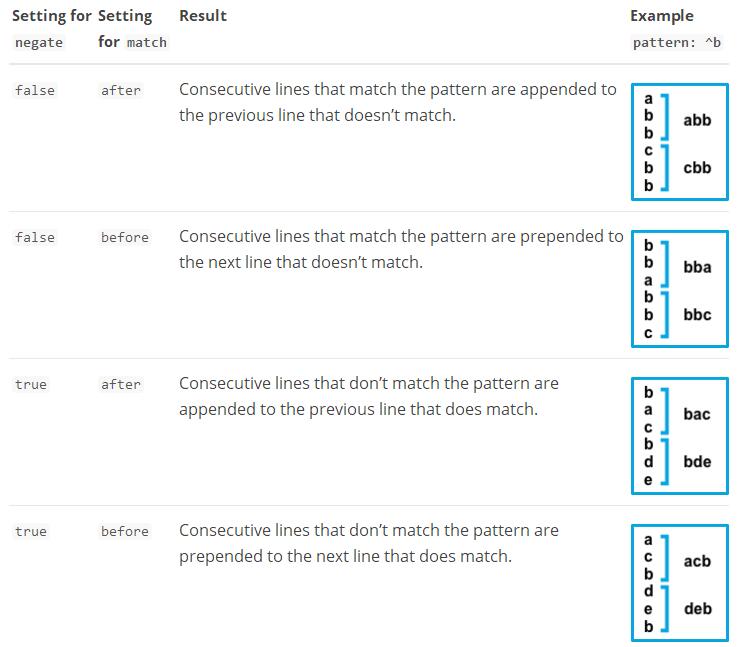 Setting for Setting Result Example
negate for match pattern: ^b
false after Consecutive lines that match the pattern are appended to
the previous line that doesn’t match.
a
b abb
b
c
b cbb
b
false before Consecutive lines that match the pattern are prepended to
the next line that doesn’t match.
b
b bba
a
b
b bbc
c
true after Consecutive lines that don’t match the pattern are
appended to the previous line that does match.
b
a bac
c
b
d bde
e
true before Consecutive lines that don’t match the pattern are
prepended to the next line that does match.
a
c acb
b
d
e deb
b